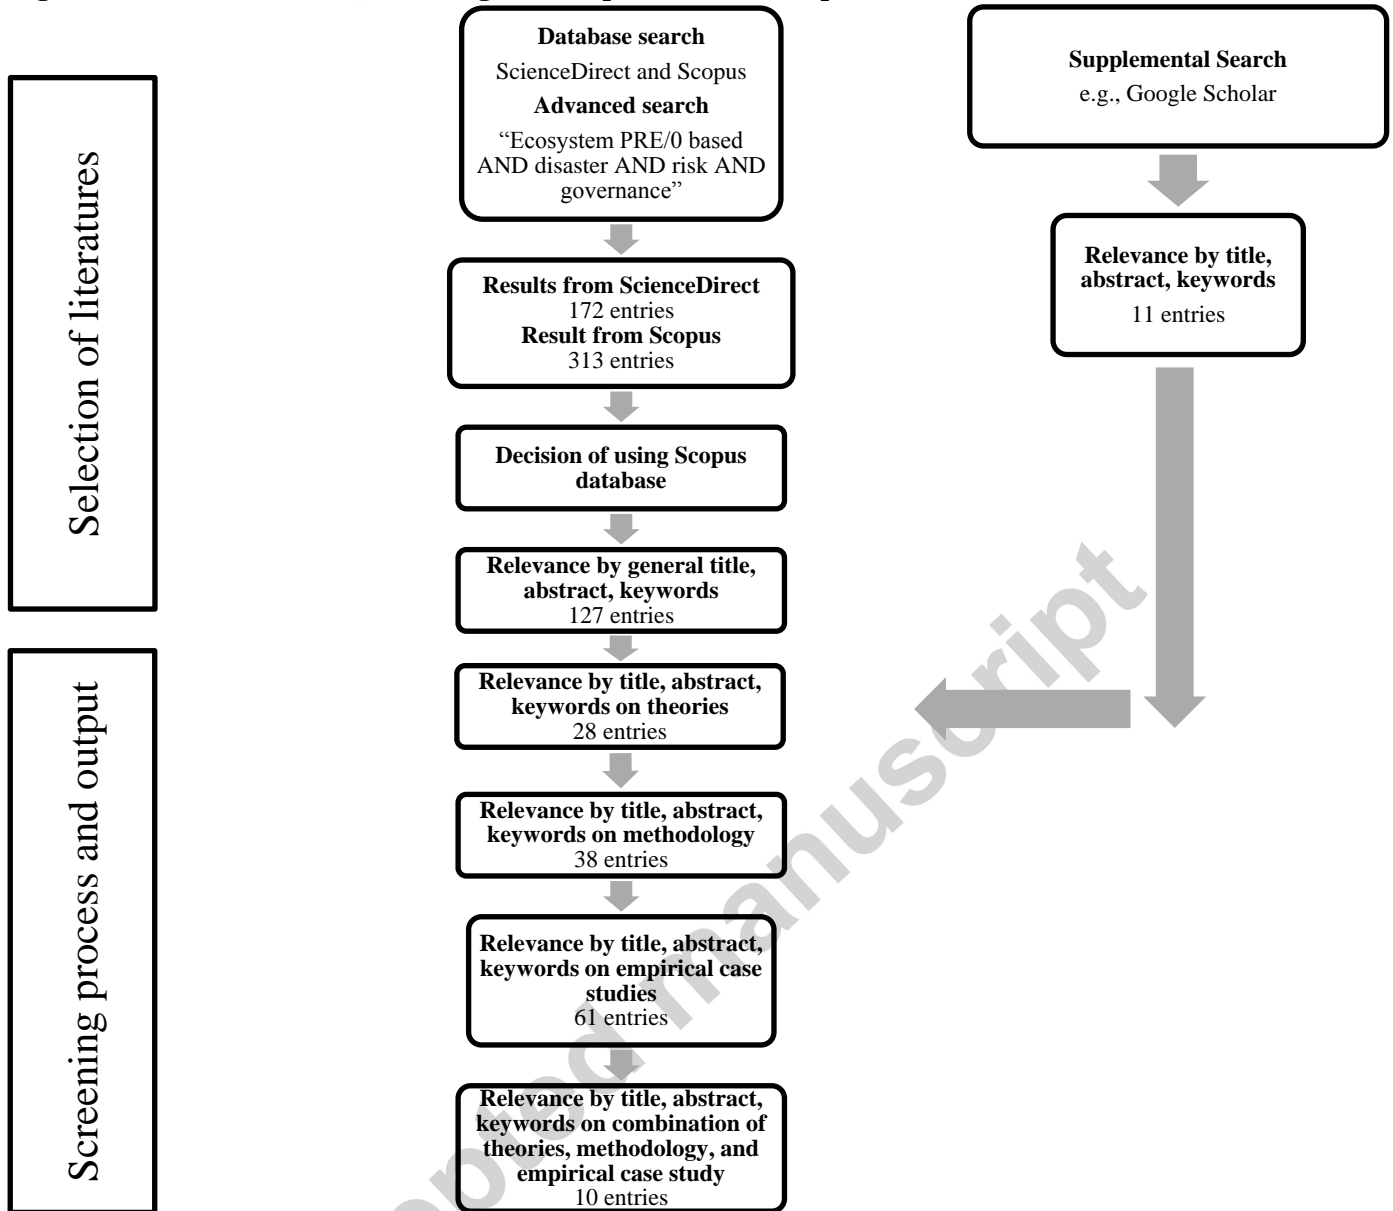 Database search
ScienceDirect and Scopus
Advanced search
“Ecosystem PRE/0 based
AND disaster AND risk AND
governance”
Supplemental Search
e.g., Google Scholar
Selection of literatures
Results from ScienceDirect
172 entries
Result from Scopus
313 entries
Relevance by title,
abstract, keywords
11 entries
Decision of using Scopus
database
Relevance by general title,
abstract, keywords
127 entries
Screening process and output
Relevance by title, abstract,
keywords on theories
28 entries
Relevance by title, abstract,
keywords on methodology
38 entries
Relevance by title, abstract,
keywords on empirical case
studies
61 entries
Relevance by title, abstract,
keywords on combination of
theories, methodology, and
empirical case study
10 entries
manuscript